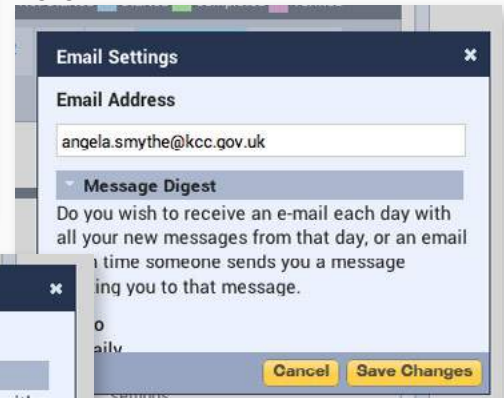 Completed
Email Settings
Email Address
angela.smythe@kcc.gov.uk
Message Digest
Do you wish to receive an e-mail each day with
all your new messages from that day, or an email
time someone sends you a message
you to that message.
Cancel Save Changes